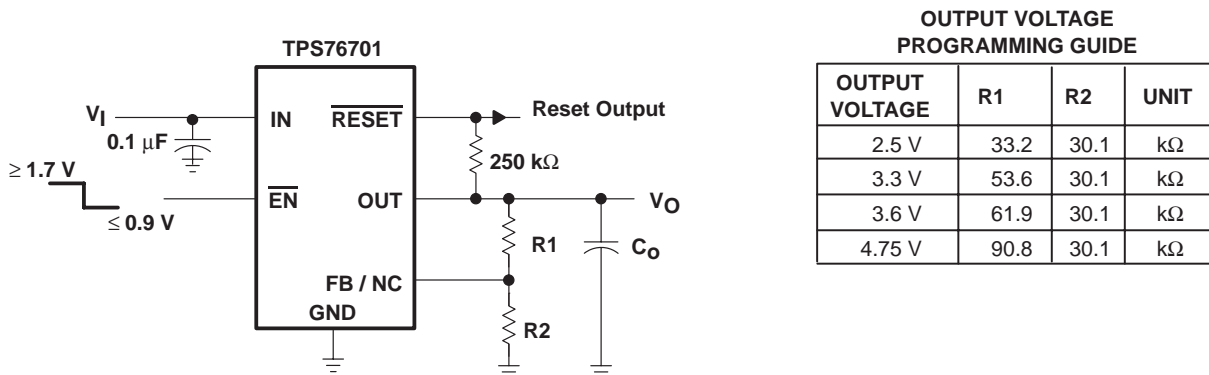 TPS76701
VI
0.1 μF
IN
RESET
Reset Output
250 kΩ
≥ 1.7 V
≤ 0.9 V
EN
OUT
VO
R1
Co
FB / NC
GND
R2
OUTPUT VOLTAGE
PROGRAMMING GUIDE
OUTPUT VOLTAGE R1 R2 UNIT
2.5 V 33.2 30.1 kΩ
3.3 V 53.6 30.1 kΩ
3.6 V 61.9 30.1 kΩ
4.75 V 90.8 30.1 kΩ